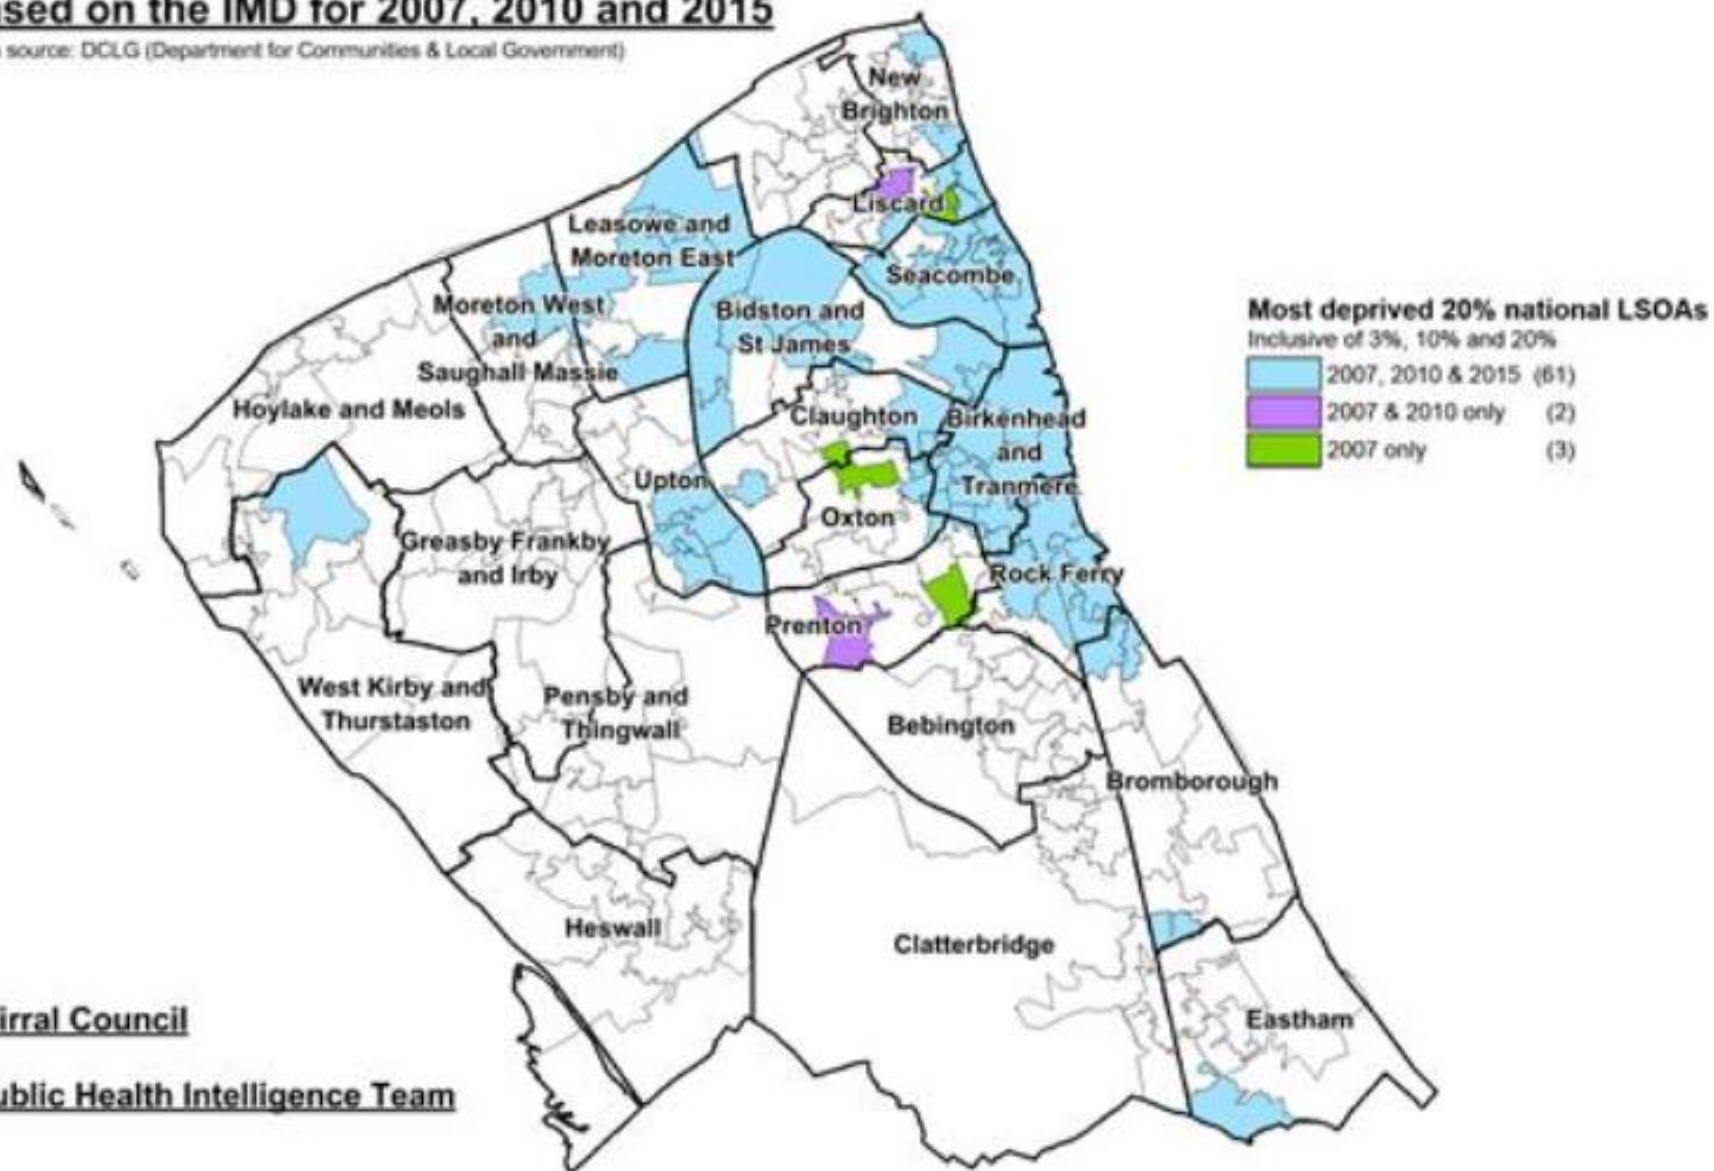 on the IMD for 2007, 2010 and 2015
source: DCLG (Department for Communities & Local Government)
New
Brighton
Liscard
Leasowe and
Moreton East
Seacombe
Moreton West
and
Saughall Massie
Bidston and
St James
Hoylake and Meols
Claughton
Birkenhead
and
Tranmere
Upton
Oxton
Greasby Frankby
and Irby
Rock Ferry
Prenton
West Kirby and
Thurstaston
Pensby and
Thingwall
Bebington
Bromborough
Heswall
Clatterbridge
Eastham
Most deprived 20% national LSOAs
Inclusive of 3%, 10% and 20%
2007, 2010 & 2015 (61)
2007 & 2010 only (2)
2007 only (3)
irral Council
ublic Health Intelligence Team